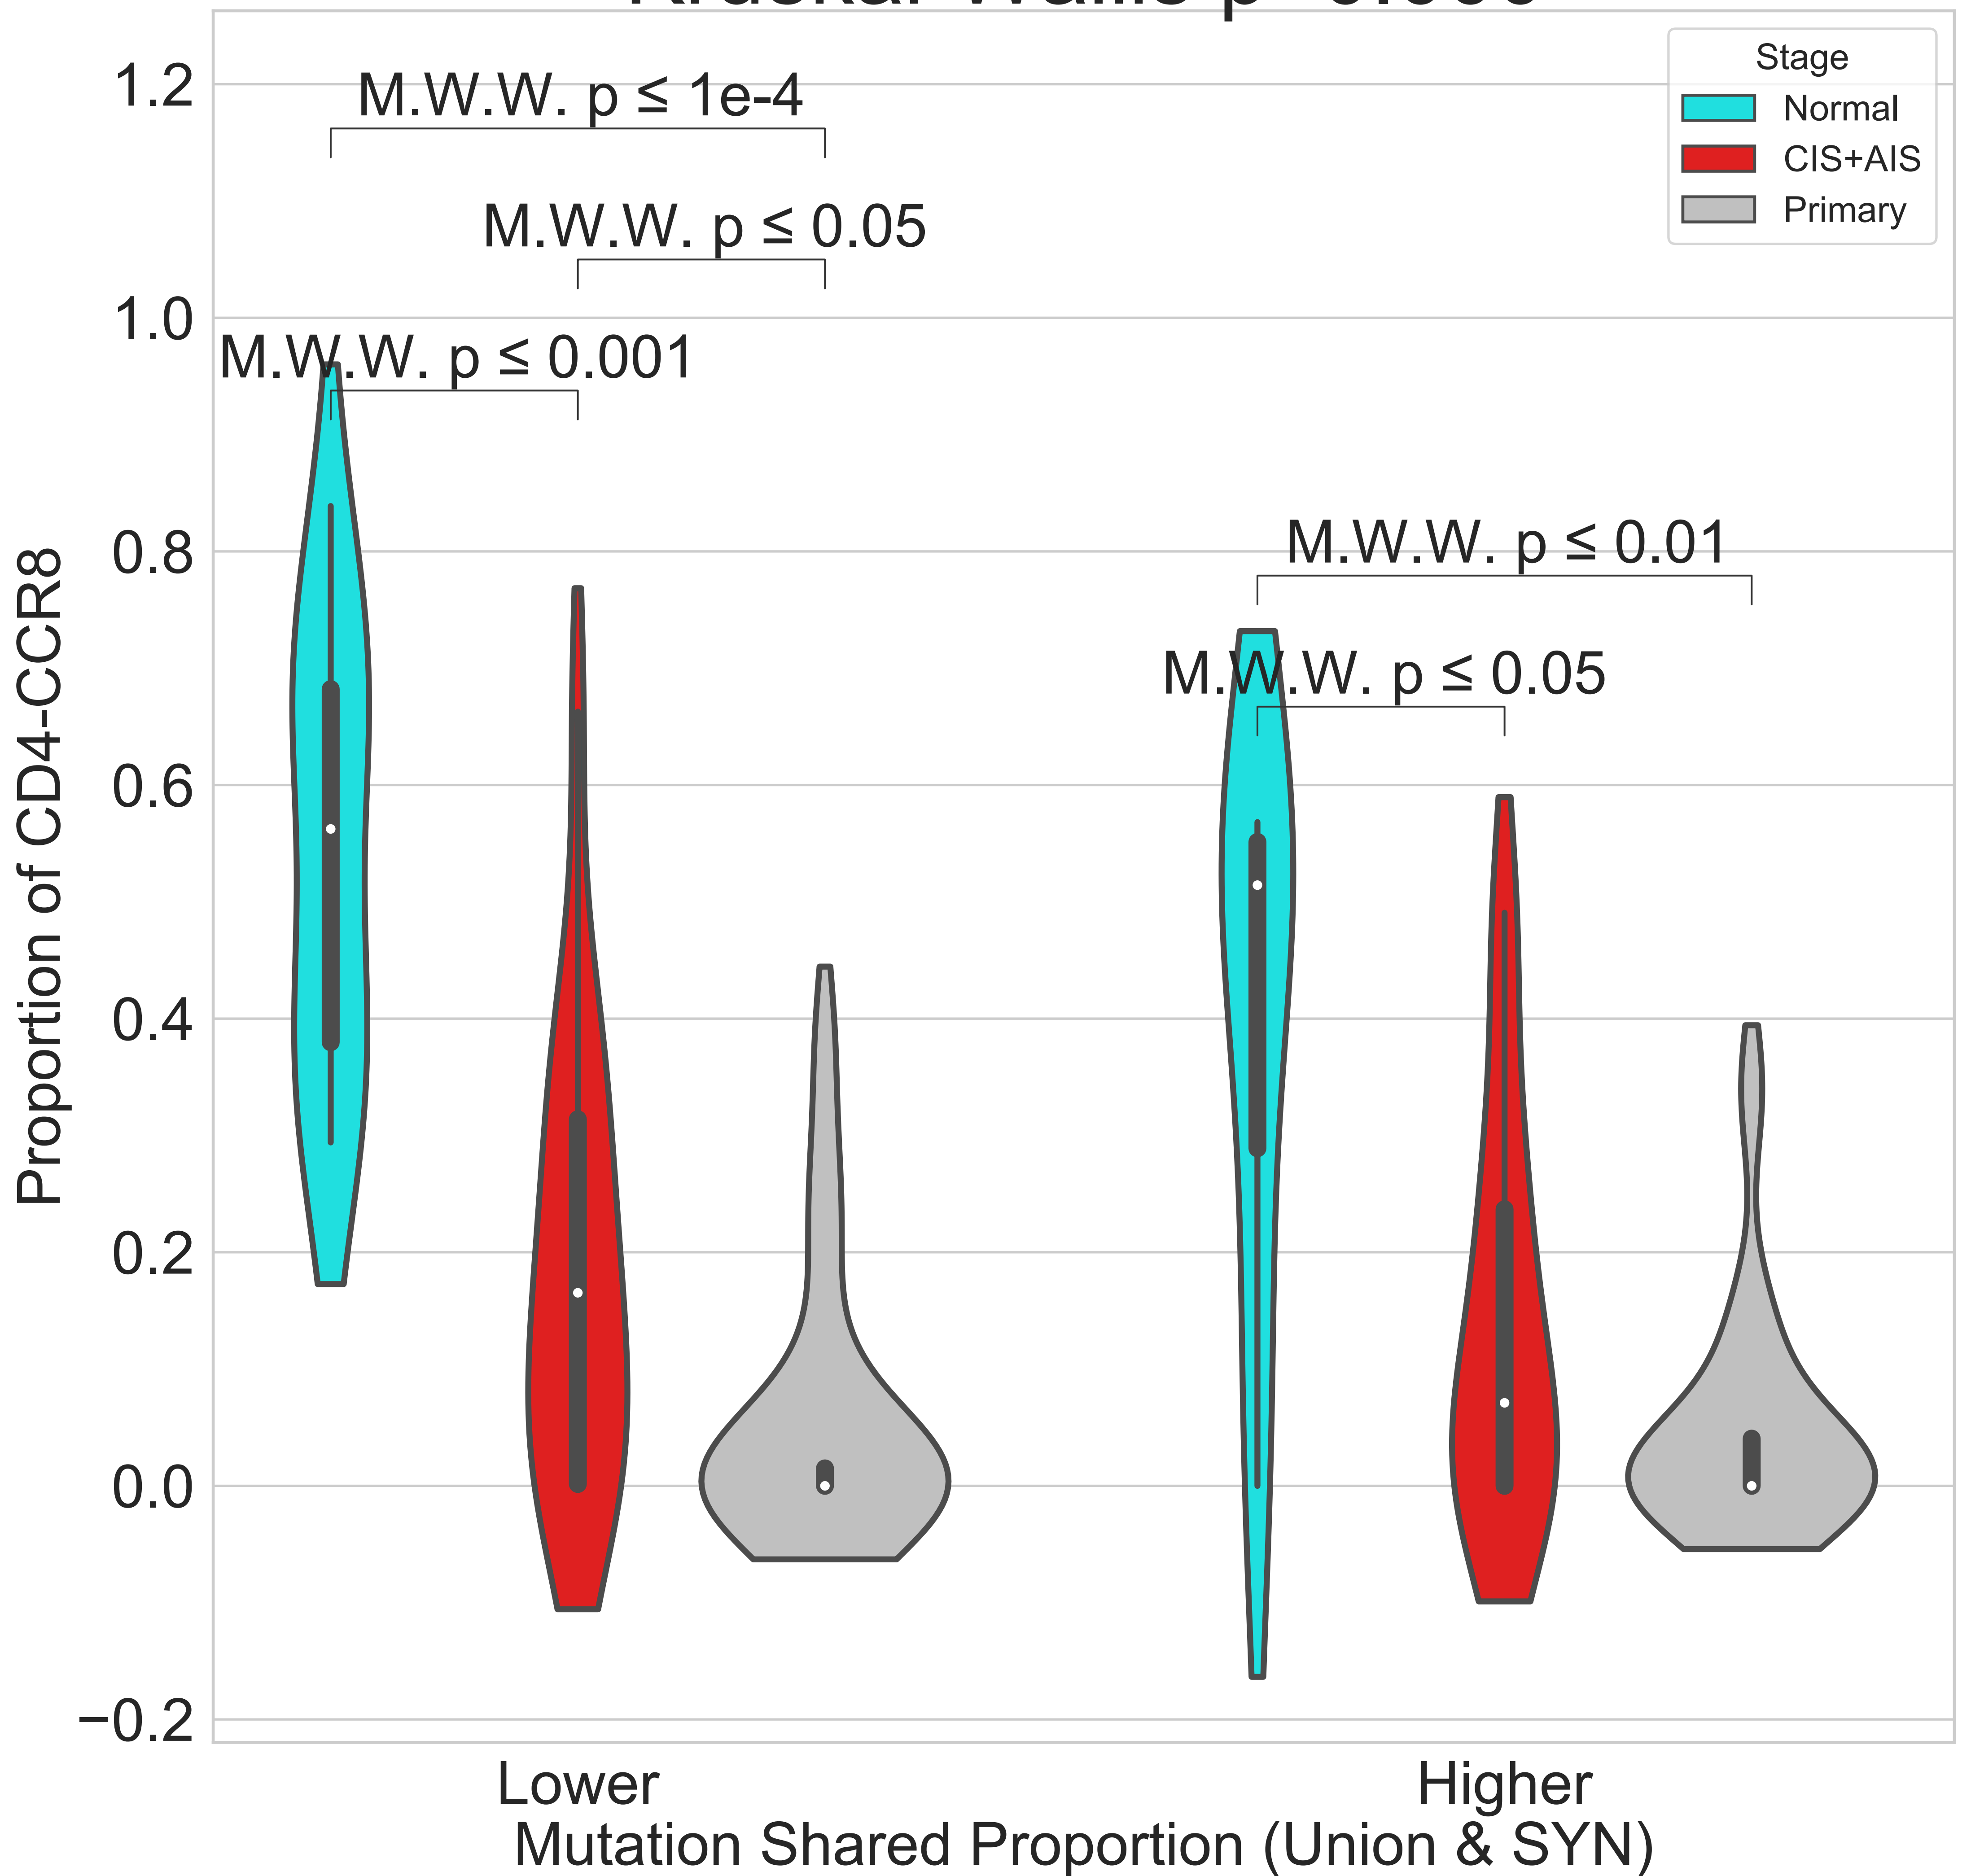 1.2
1.0
0.8
0.6
0.4
0.2
0.0
−0.2
Proportion of CD4-CCR8
M.W.W. p ≤ 1e-4
M.W.W. p ≤ 0.05
M.W.W. p ≤ 0.001
M.W.W. p ≤ 0.01
M.W.W. p ≤ 0.05
Stage
Normal
CIS+AIS
Primary
Lower
Higher
Mutation Shared Proportion (Union & SYN)